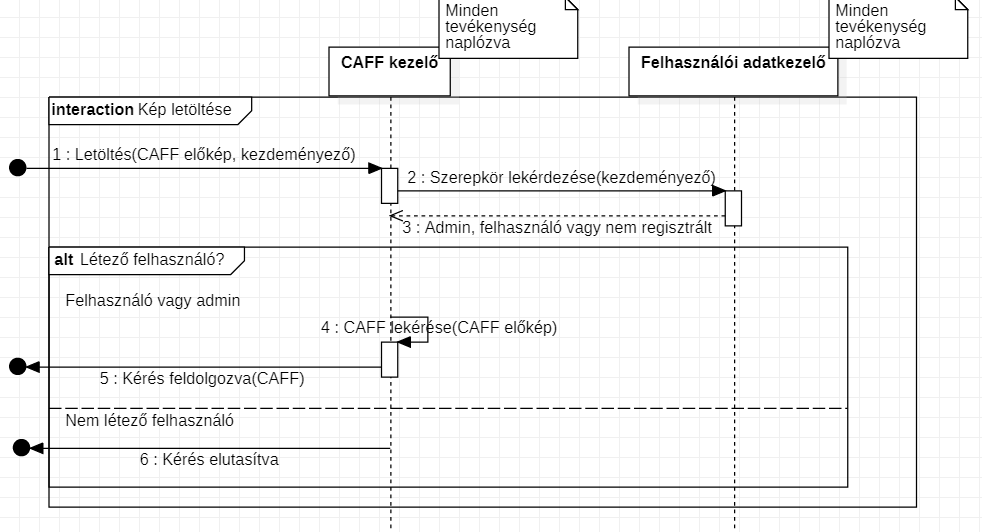 Minden
tevékenység
naplózva
Minden
tevékenység
naplózva
CAFF kezelő
Felhasználói adatkezelő
interaction Kép letöltése
1 : Letöltés(CAFF előkép, kezdeményező)
2 : Szerepkör lekérdezése(kezdeményező)
3 : Admin, felhasználó vagy nem regisztrált
alt Létező felhasználó?
Felhasználó vagy admin
4 : CAFF lekérése(CAFF előkép)
5 : Kérés feldolgozva(CAFF)
Nem létező felhasználó
6 : Kérés elutasítva